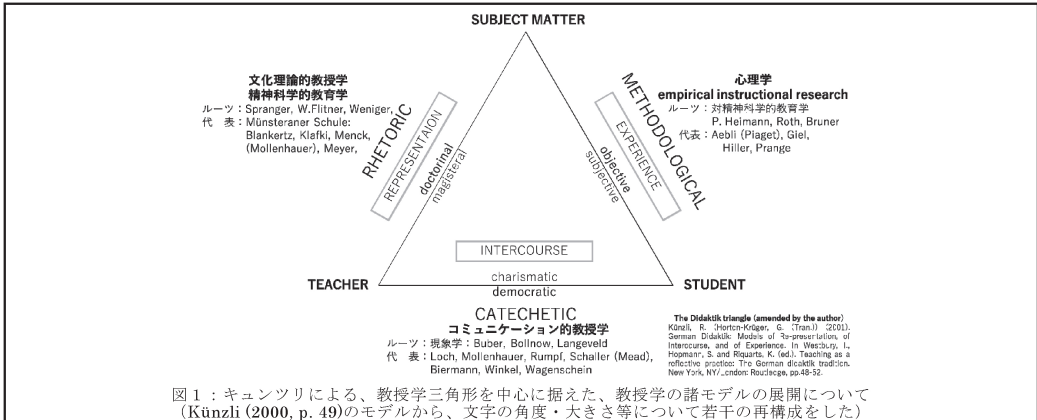 SUBJECT MATTER
文化理論的教授学
精神科学的教育学
ルーツ：Spranger, W.Flitner, Weniger,
代　表：Münsteraner Schule:
Blankertz, Klafki, Menck,
(Mollenhauer), Meyer,
RHETORIC
REPRESENTAION
doctorinal
magisteral
心理学
empirical instructional research
ルーツ：対精神科学的教育学
P. Heimann, Roth, Bruner
代表：Aebli (Piaget), Giel,
Hiller, Prange
METHODOLOGICAL
EXPERIENCE
objective
subjective
INTERCOURSE
TEACHER
charismatic
democratic
STUDENT
CATECHETIC
コミュニケーション的教授学
ルーツ：現象学：Buber, Bollnow, Langeveld
代　表：Loch, Mollenhauer, Rumpf, Schaller (Mead),
Biermann, Winkel, Wagenschein
The Didaktik triangle (amended by the author)
Künzli, R. (Horton-Krüger, G. (Tran.)) (2001).
German Didaktik: Models of Re-presentation, of
Intercourse, and of Experience. In Westbury, I.,
Hopmann, S. and Riquarts, K. (ed.). Teaching as a
reflective practice: The German didaktik tradition.
New York, NY/London: Routledge, pp.48-52.
図１：キュンツリによる、教授学三角形を中心に据えた、教授学の諸モデルの展開について
（Künzli (2000, p. 49)のモデルから、文字の角度・大きさ等について若干の再構成をした）